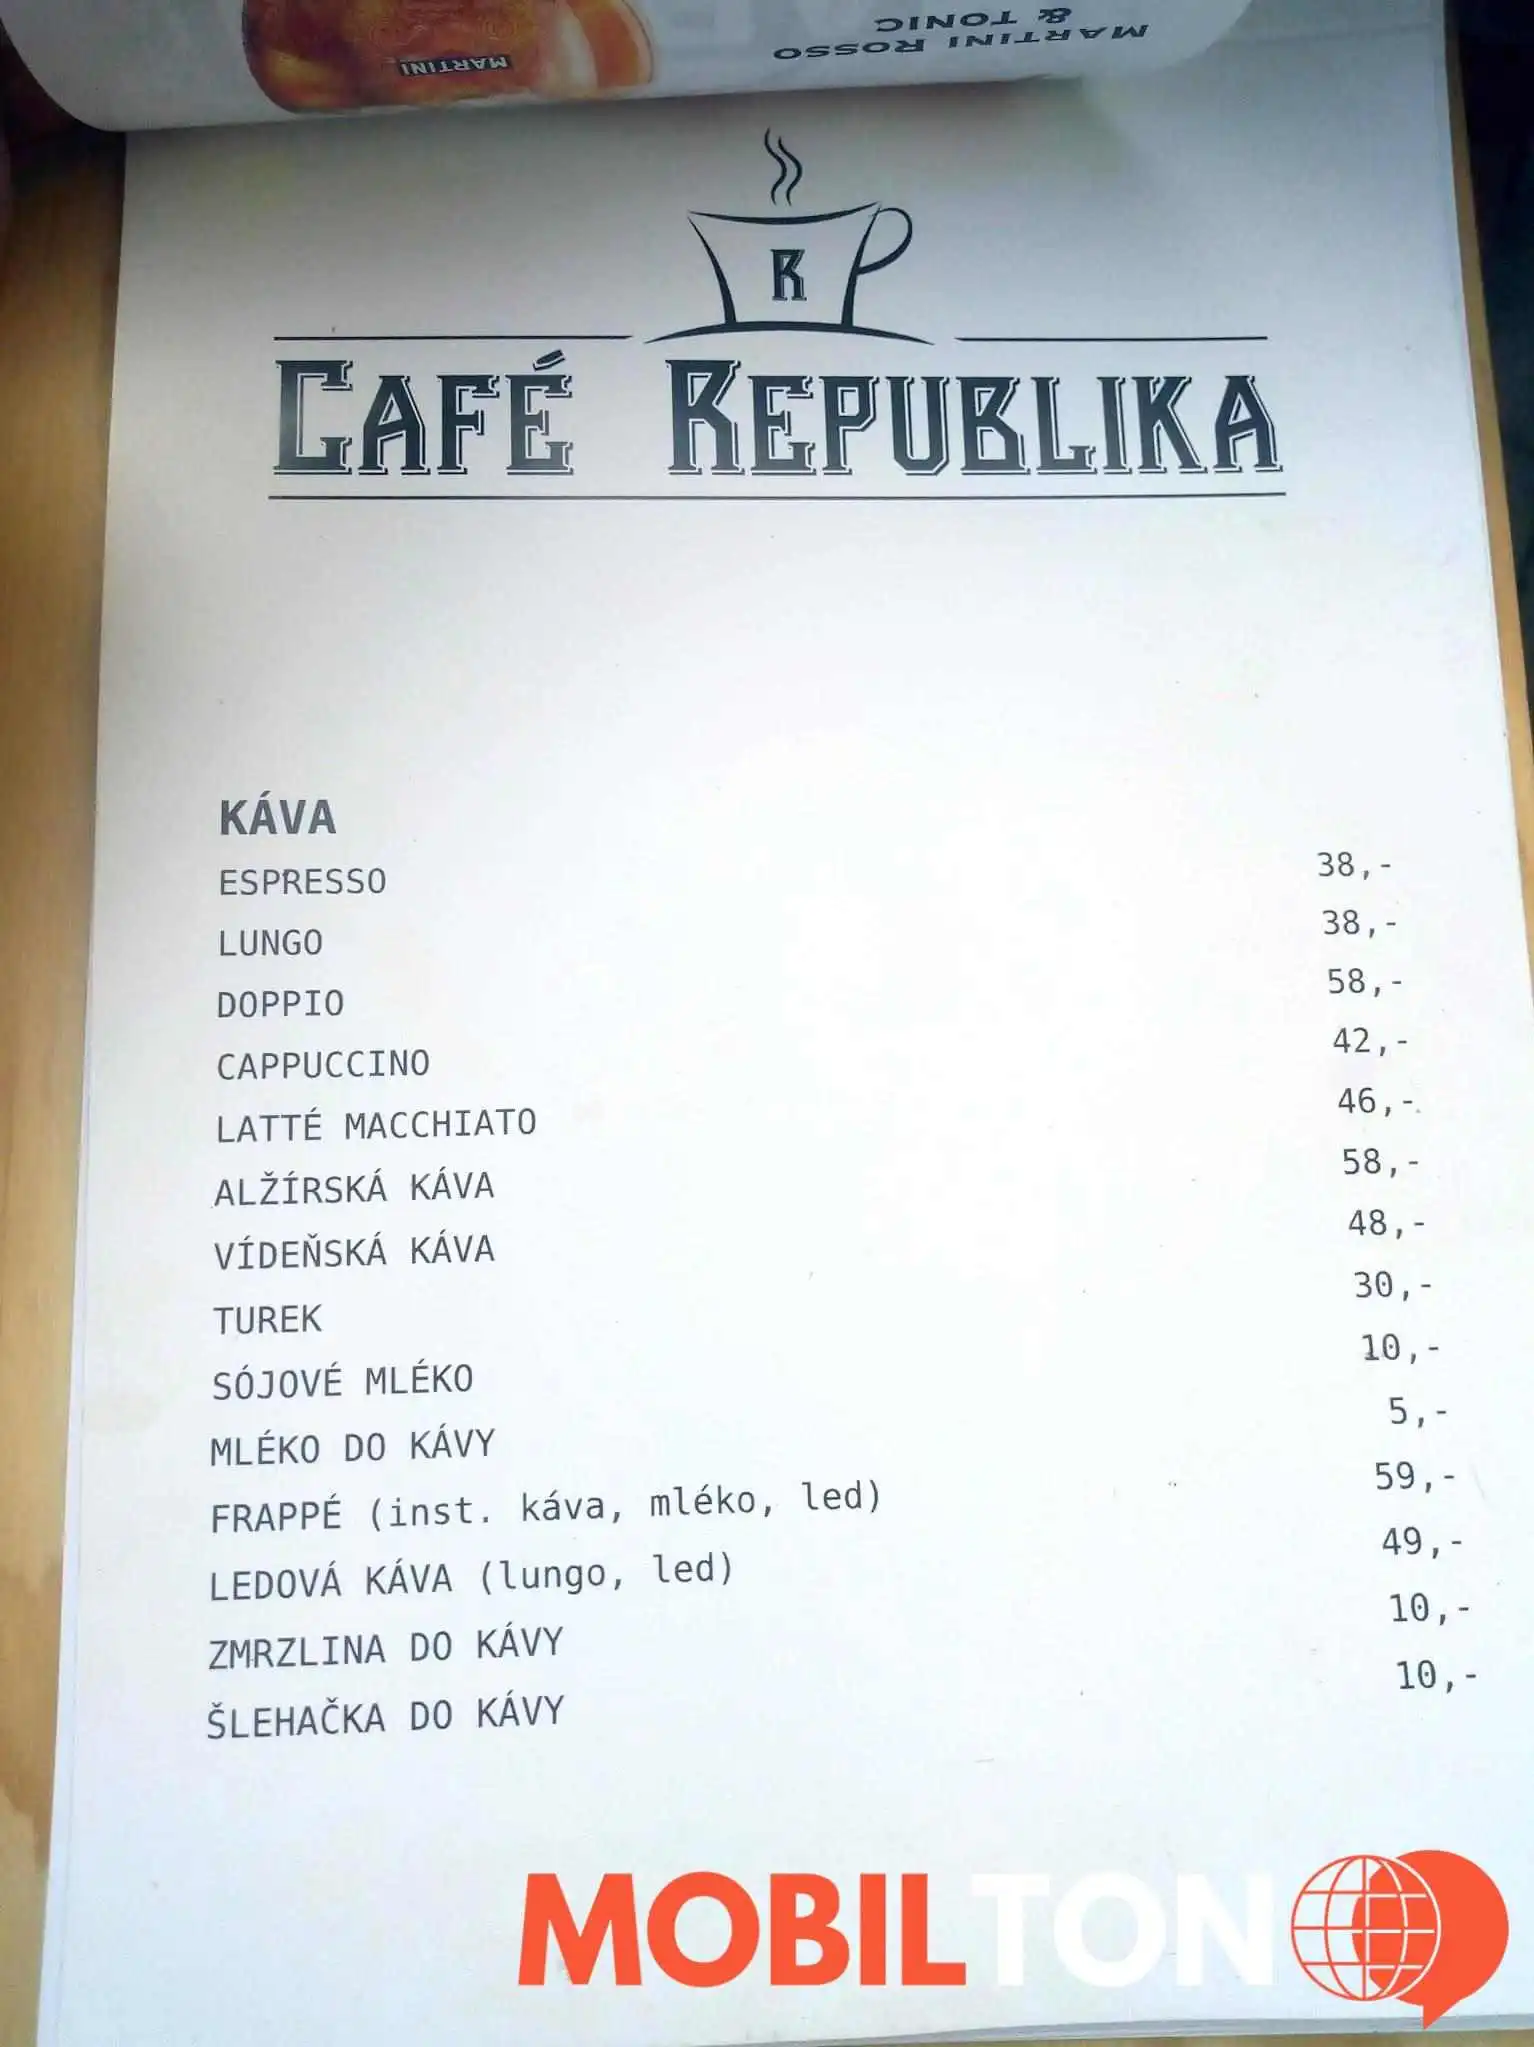 MARTINI ROSSO
& TONIC
MARTINI
R
CAFÉ REPUBLIKA
KÁVA
ESPRESSO 38,-
LUNGO 38,-
DOPPIO 58,-
CAPPUCCINO 42,-
LATTÉ MACCHIATO 46,-
ALŽÍRSKÁ KÁVA 58,-
VÍDEŇSKÁ KÁVA 48,-
TUREK 30,-
SÓJOVÉ MLÉKO 10,-
MLÉKO DO KÁVY 5,-
FRAPPÉ (inst. káva, mléko, led) 59,-
LEDOVÁ KÁVA (lungo, led) 49,-
ZMRZLINA DO KÁVY 10,-
ŠLEHAČKA DO KÁVY 10,-
MOBILTON